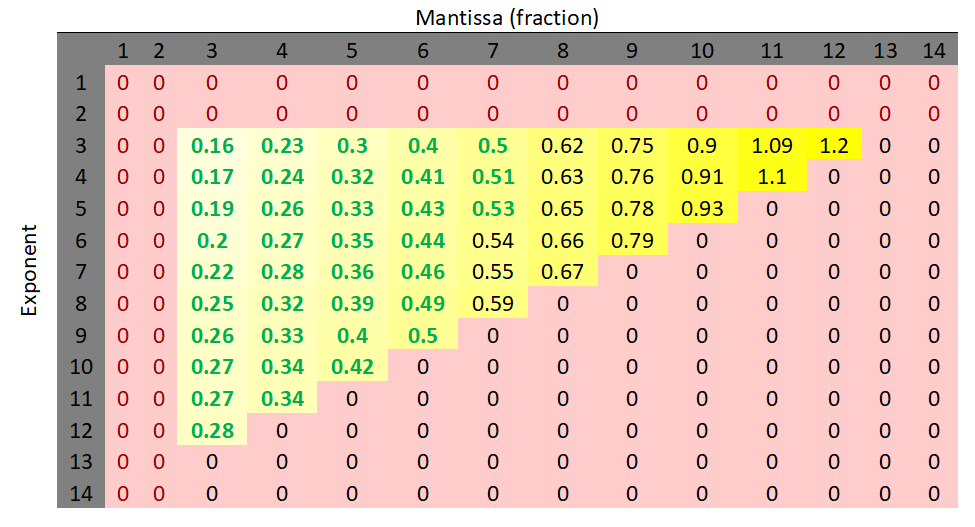 Mantissa (fraction)
1 2 3 4 5 6 7 8 9 10 11 12 13 14
1 0 0 0 0 0 0 0 0 0 0 0 0 0 0
2 0 0 0 0 0 0 0 0 0 0 0 0 0 0
3 0 0 0.16 0.23 0.3 0.4 0.5 0.62 0.75 0.9 1.09 1.2 0 0
4 0 0 0.17 0.24 0.32 0.41 0.51 0.63 0.76 0.91 1.1 0 0 0
5 0 0 0.19 0.26 0.33 0.43 0.53 0.65 0.78 0.93 0 0 0 0
6 0 0 0.2 0.27 0.35 0.44 0.54 0.66 0.79 0 0 0 0 0
7 0 0 0.22 0.28 0.36 0.46 0.55 0.67 0 0 0 0 0 0
8 0 0 0.25 0.32 0.39 0.49 0.59 0 0 0 0 0 0 0
9 0 0 0.26 0.33 0.4 0.5 0 0 0 0 0 0 0 0
10 0 0 0.27 0.34 0.42 0 0 0 0 0 0 0 0 0
11 0 0 0.27 0.34 0 0 0 0 0 0 0 0 0 0
12 0 0 0.28 0 0 0 0 0 0 0 0 0 0 0
13 0 0 0 0 0 0 0 0 0 0 0 0 0 0
14 0 0 0 0 0 0 0 0 0 0 0 0 0 0
Exponent